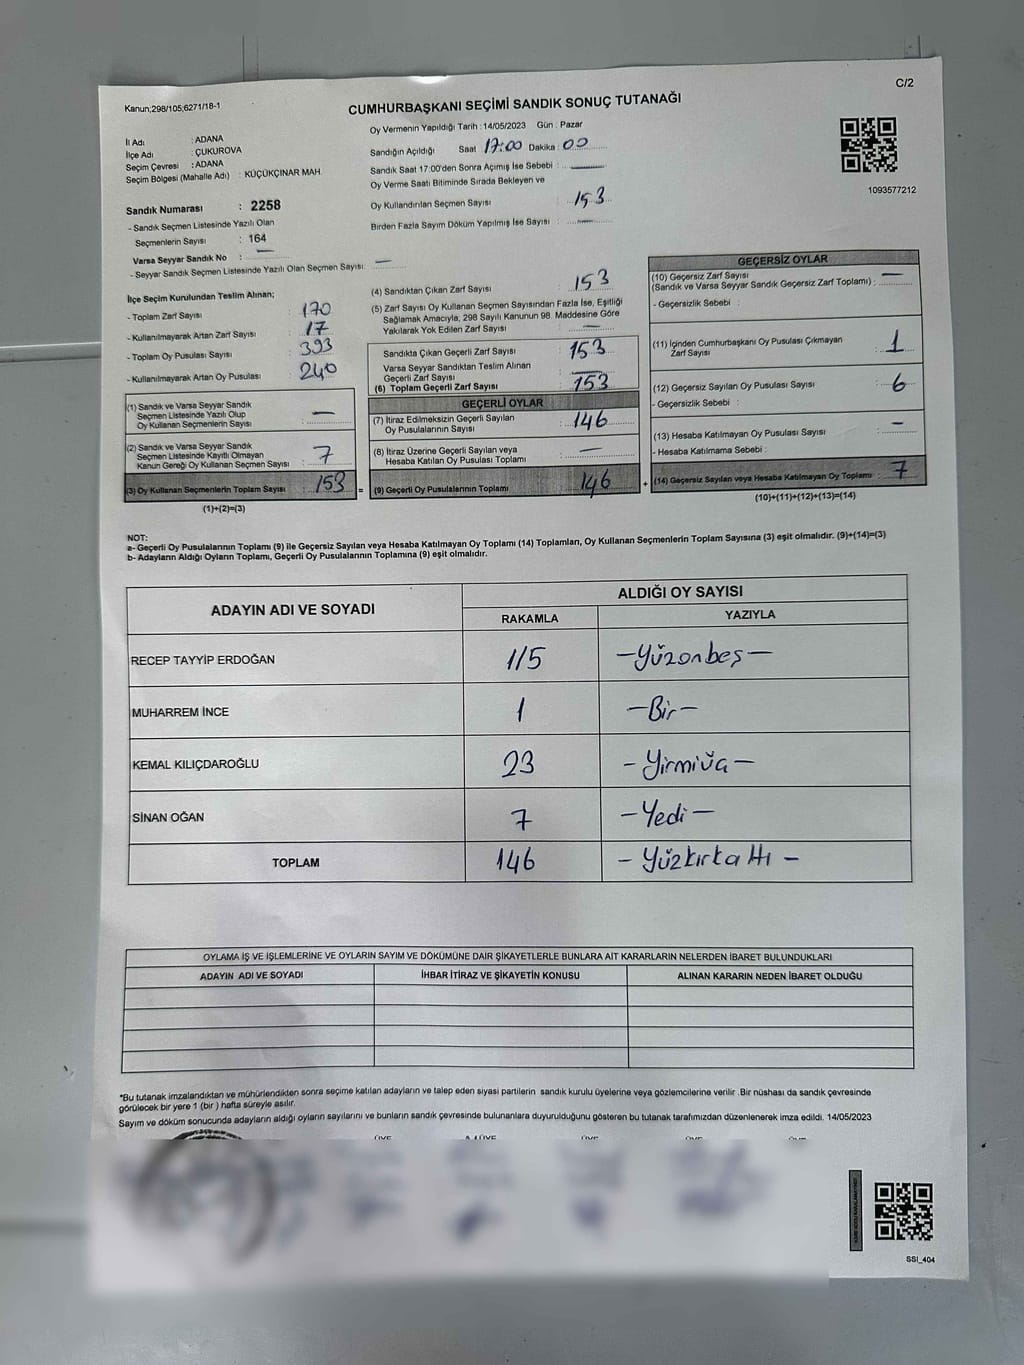 C/2
Kanun;298/105;6271/18-1
CUMHURBAŞKANI SEÇİMİ SANDIK SONUÇ TUTANAĞI
İl Adı : ADANA
İlçe Adı : ÇUKUROVA
Seçim Çevresi : ADANA
Seçim Bölgesi (Mahalle Adı) : KÜÇÜKÇINAR MAH.
Oy Vermenin Yapıldığı Tarih :14/05/2023 Gün : Pazar
Sandığın Açıldığı Saat 17:00 Dakika : 00
Sandık Saat 17:00'den Sonra Açımış İse Sebebi : —
Oy Verme Saati Bitiminde Sırada Bekleyen ve
Oy Kullandırılan Seçmen Sayısı : 153
Birden Fazla Sayım Döküm Yapılmış İse Sayısı : —
1093577212
Sandık Numarası : 2258
- Sandık Seçmen Listesinde Yazılı Olan
Seçmenlerin Sayısı : 164
Varsa Seyyar Sandık No : —
- Seyyar Sandık Seçmen Listesinde Yazılı Olan Seçmen Sayısı: —
İlçe Seçim Kurulundan Teslim Alınan;
- Toplam Zarf Sayısı : 170
- Kullanılmayarak Artan Zarf Sayısı : 17
- Toplam Oy Pusulası Sayısı : 393
- Kullanılmayarak Artan Oy Pusulası : 240
(1) Sandık ve Varsa Seyyar Sandık
Seçmen Listesinde Yazılı Olup
Oy Kullanan Seçmenlerin Sayısı : —
(2) Sandık ve Varsa Seyyar Sandık
Seçmen Listesinde Kayıtlı Olmayan
Kanun Gereği Oy Kullanan Seçmen Sayısı : 7
(3) Oy Kullanan Seçmenlerin Toplam Sayısı : 153
(1)+(2)=(3)
(4) Sandıktan Çıkan Zarf Sayısı : 153
(5) Zarf Sayısı Oy Kullanan Seçmen Sayısından Fazla İse, Eşitliği
Sağlamak Amacıyla; 298 Sayılı Kanunun 98. Maddesine Göre
Yakılarak Yok Edilen Zarf Sayısı : —
Sandıkta Çıkan Geçerli Zarf Sayısı : 153
Varsa Seyyar Sandıktan Teslim Alınan
Geçerli Zarf Sayısı : —
(6) Toplam Geçerli Zarf Sayısı : 153
GEÇERLİ OYLAR
(7) İtiraz Edilmeksizin Geçerli Sayılan
Oy Pusulalarının Sayısı : 146
(8) İtiraz Üzerine Geçerli Sayılan veya
Hesaba Katılan Oy Pusulası Toplamı : —
= (9) Geçerli Oy Pusulalarının Toplamı : 146
GEÇERSİZ OYLAR
(10) Geçersiz Zarf Sayısı
(Sandık ve Varsa Seyyar Sandık Geçersiz Zarf Toplamı) : —
- Geçersizlik Sebebi :
(11) İçinden Cumhurbaşkanı Oy Pusulası Çıkmayan
Zarf Sayısı : 1
(12) Geçersiz Sayılan Oy Pusulası Sayısı : 6
- Geçersizlik Sebebi :
(13) Hesaba Katılmayan Oy Pusulası Sayısı : -
- Hesaba Katılmama Sebebi :
+ (14) Geçersiz Sayılan veya Hesaba Katılmayan Oy Toplamı : 7
(10)+(11)+(12)+(13)=(14)
NOT:
a- Geçerli Oy Pusulalarının Toplamı (9) ile Geçersiz Sayılan veya Hesaba Katılmayan Oy Toplamı (14) Toplamları, Oy Kullanan Seçmenlerin Toplam Sayısına (3) eşit olmalıdır. (9)+(14)=(3)
b- Adayların Aldığı Oyların Toplamı, Geçerli Oy Pusulalarının Toplamına (9) eşit olmalıdır.
ADAYIN ADI VE SOYADI
ALDIĞI OY SAYISI
RAKAMLA YAZIYLA
RECEP TAYYİP ERDOĞAN 115 -Yüzonbeş-
MUHARREM İNCE 1 -Bir-
KEMAL KILIÇDAROĞLU 23 -Yirmiüç-
SİNAN OĞAN 7 -Yedi-
TOPLAM 146 -Yüzkırkaltı-
OYLAMA İŞ VE İŞLEMLERİNE VE OYLARIN SAYIM VE DÖKÜMÜNE DAİR ŞİKAYETLERLE BUNLARA AİT KARARLARIN NELERDEN İBARET BULUNDUKLARI
ADAYIN ADI VE SOYADI İHBAR İTİRAZ VE ŞİKAYETİN KONUSU ALINAN KARARIN NEDEN İBARET OLDUĞU
*Bu tutanak imzalandıktan ve mühürlendikten sonra seçime katılan adayların ve talep eden siyasi partilerin sandık kurulu üyelerine veya gözlemcilerine verilir .Bir nüshası da sandık çevresinde
görülecek bir yere 1 (bir ) hafta süreyle asılır.
Sayım ve döküm sonucunda adayların aldığı oyların sayılarını ve bunların sandık çevresinde bulunanlara duyurulduğunu gösteren bu tutanak tarafımızdan düzenlenerek imza edildi. 14/05/2023
SSI_404